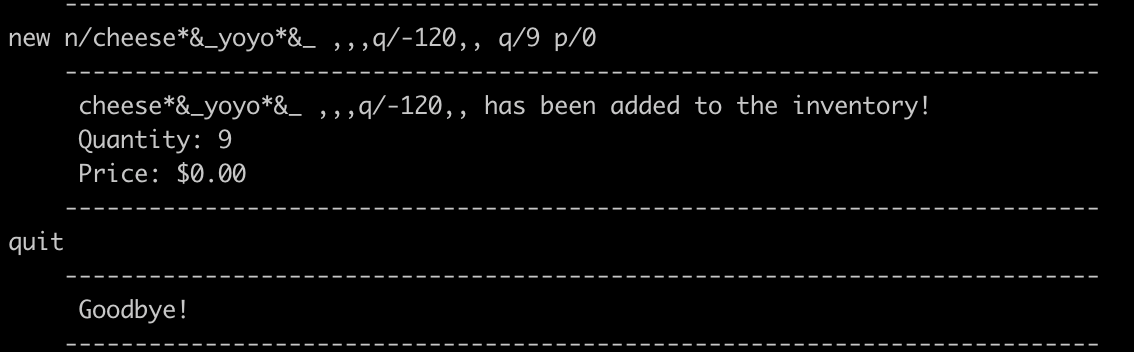 --------------------------------------------------------------------------
new n/cheese*&_yoyo*&_ ,,,q/-120,, q/9 p/0
--------------------------------------------------------------------------
cheese*&_yoyo*&_ ,,,q/-120,, has been added to the inventory!
Quantity: 9
Price: $0.00
--------------------------------------------------------------------------
quit
--------------------------------------------------------------------------
Goodbye!
--------------------------------------------------------------------------